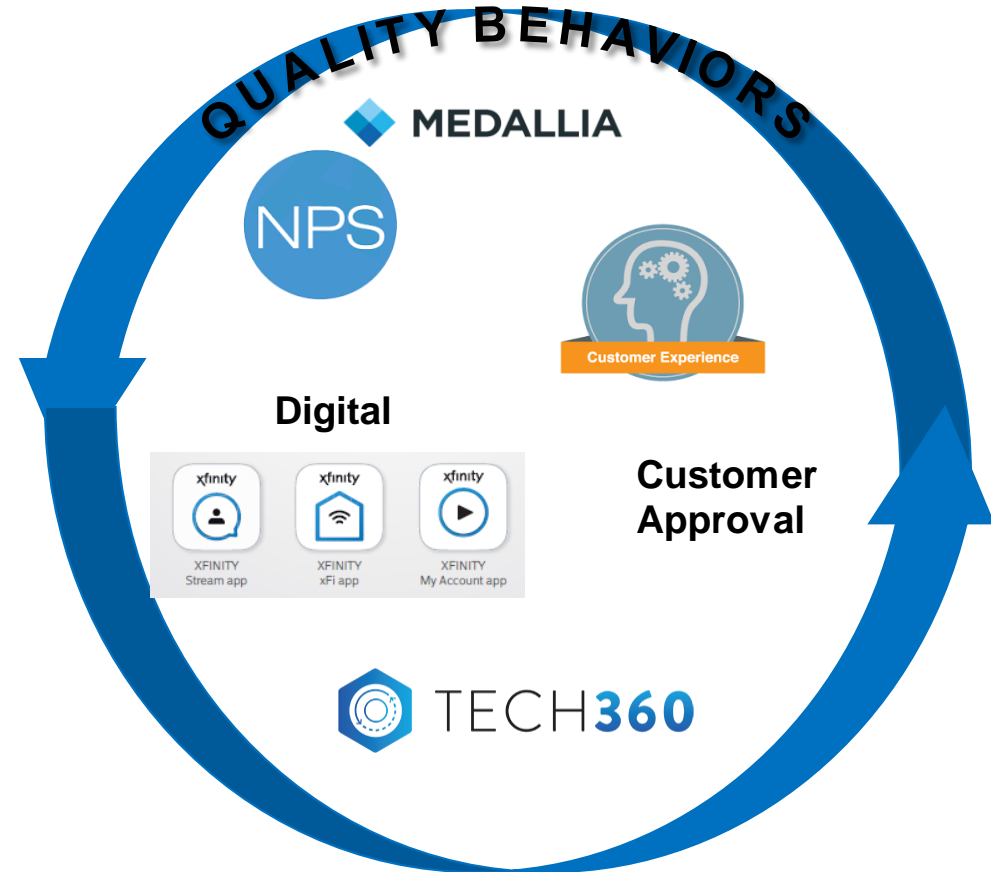 QUALITY BEHAVIORS
MEDALLIA
NPS
Customer Experience
Digital
Customer
Approval
xfinity
xfinity
xfinity
XFINITY
Stream app
XFINITY
xFi app
XFINITY
My Account app
TECH360